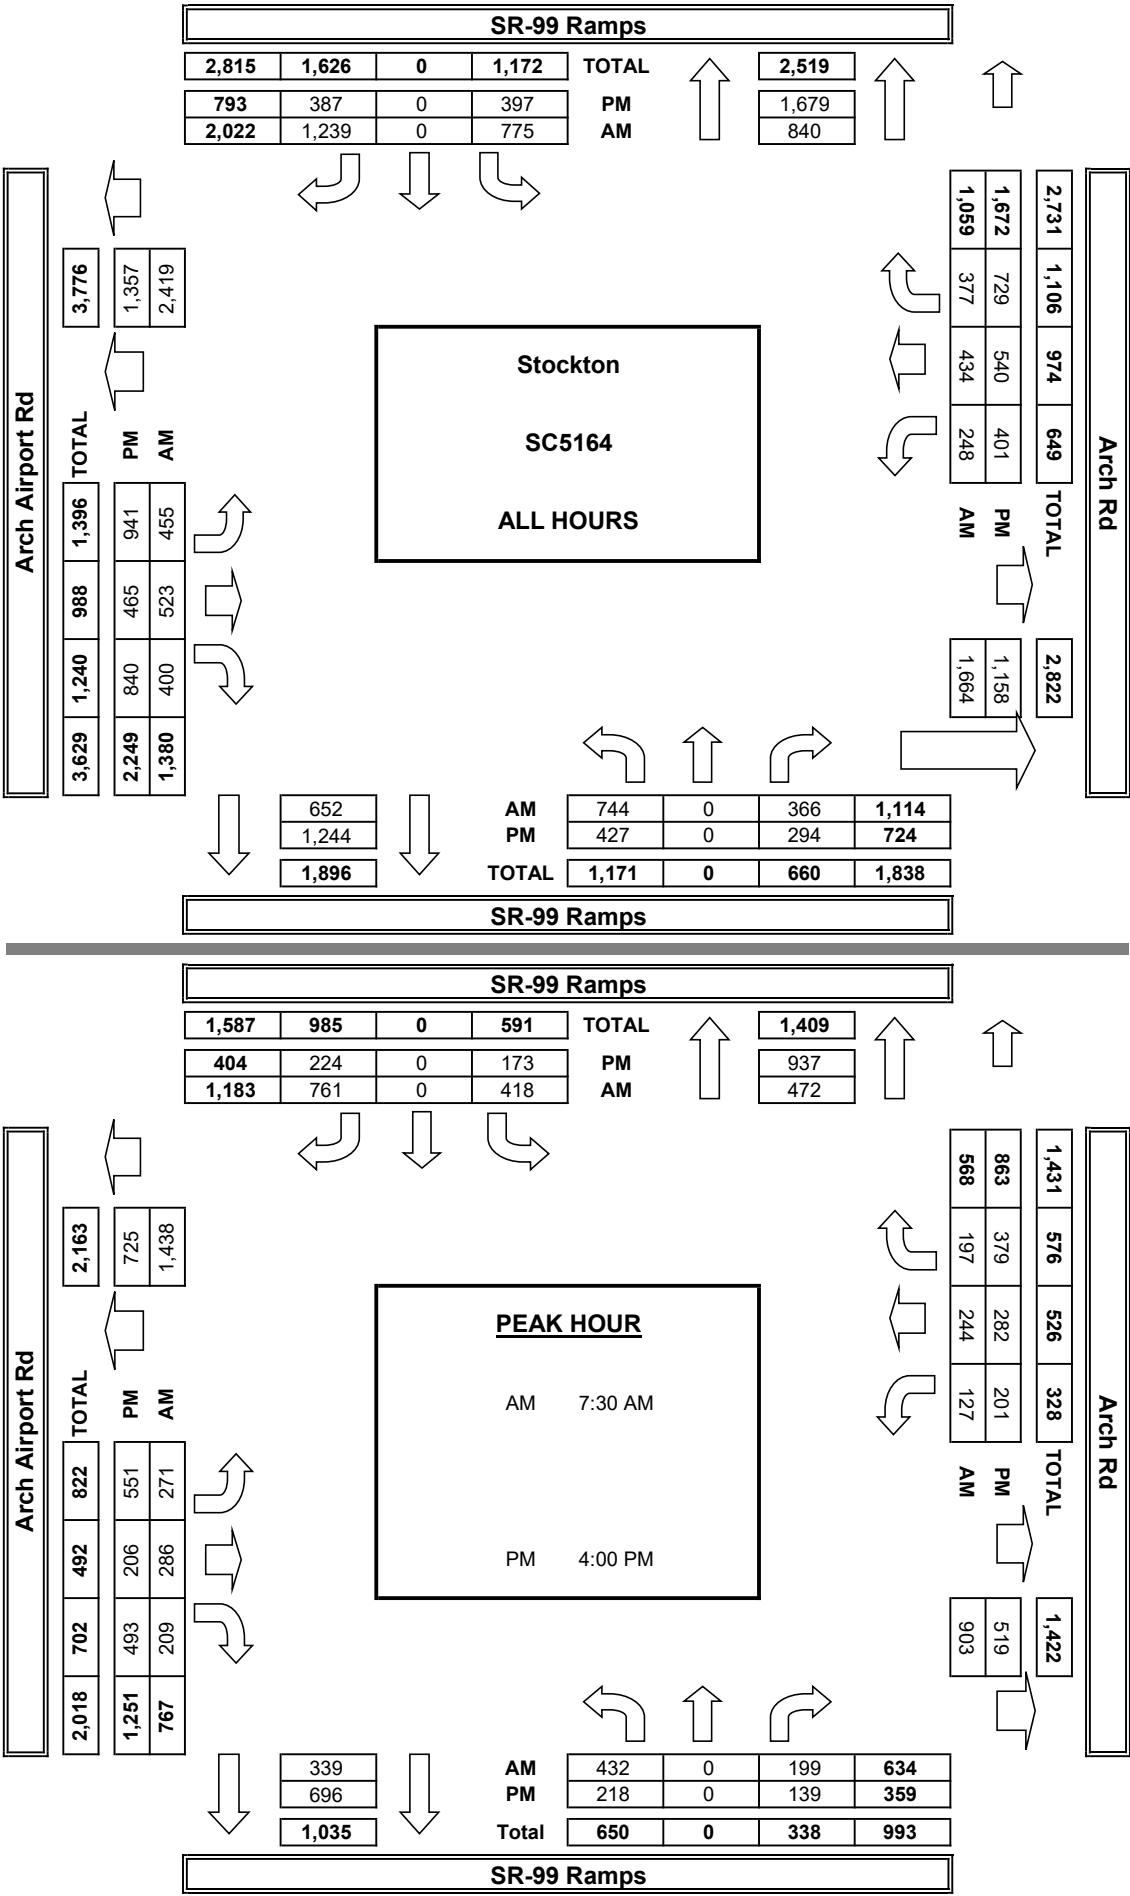 SR-99 Ramps
2,815 1,626 0 1,172 TOTAL 2,519
793 387 0 397 PM 1,679
2,022 1,239 0 775 AM 840
Arch Airport Rd
3,776 1,357 2,419
TOTAL PM AM
1,396 941 455
988 465 523
1,240 840 400
3,629 2,249 1,380
Stockton
SC5164
ALL HOURS
1,059 1,672 2,731
377 729 1,106
434 540 974
248 401 649
AM PM TOTAL
1,664 1,158 2,822
Arch Rd
652 AM 744 0 366 1,114
1,244 PM 427 0 294 724
1,896 TOTAL 1,171 0 660 1,838
SR-99 Ramps
SR-99 Ramps
1,587 985 0 591 TOTAL 1,409
404 224 0 173 PM 937
1,183 761 0 418 AM 472
Arch Airport Rd
2,163 725 1,438
TOTAL PM AM
822 551 271
492 206 286
702 493 209
2,018 1,251 767
PEAK HOUR
AM 7:30 AM
PM 4:00 PM
568 863 1,431
197 379 576
244 282 526
127 201 328
AM PM TOTAL
903 519 1,422
Arch Rd
339 AM 432 0 199 634
696 PM 218 0 139 359
1,035 Total 650 0 338 993
SR-99 Ramps